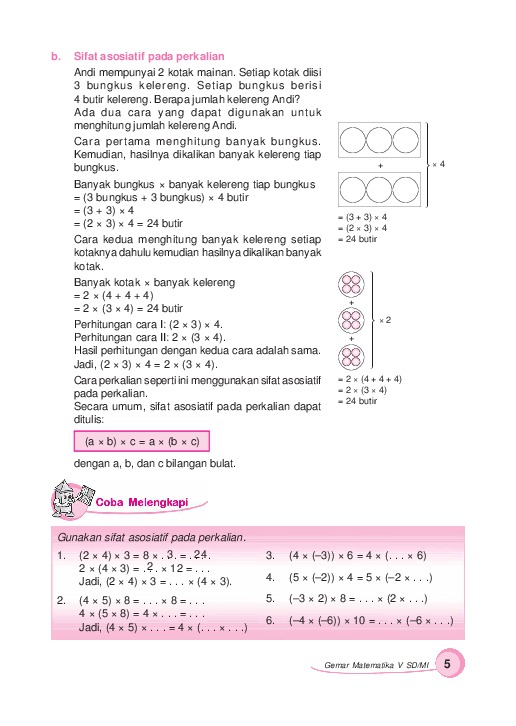 b. Sifat asosiatif pada perkalian
Andi mempunyai 2 kotak mainan. Setiap kotak diisi
3 bungkus kelereng. Setiap bungkus berisi
4 butir kelereng. Berapa jumlah kelereng Andi?
Ada dua cara yang dapat digunakan untuk
menghitung jumlah kelereng Andi.
Cara pertama menghitung banyak bungkus.
Kemudian, hasilnya dikalikan banyak kelereng tiap
bungkus.
Banyak bungkus × banyak kelereng tiap bungkus
= (3 bungkus + 3 bungkus) × 4 butir
= (3 + 3) × 4
= (2 × 3) × 4 = 24 butir
Cara kedua menghitung banyak kelereng setiap
kotaknya dahulu kemudian hasilnya dikalikan banyak
kotak.
Banyak kotak × banyak kelereng
= 2 × (4 + 4 + 4)
= 2 × (3 × 4) = 24 butir
Perhitungan cara I: (2 × 3) × 4.
Perhitungan cara II: 2 × (3 × 4).
Hasil perhitungan dengan kedua cara adalah sama.
Jadi, (2 × 3) × 4 = 2 × (3 × 4).
Cara perkalian seperti ini menggunakan sifat asosiatif
pada perkalian.
Secara umum, sifat asosiatif pada perkalian dapat
ditulis:
(a × b) × c = a × (b × c)
dengan a, b, dan c bilangan bulat.
+
× 4
= (3 + 3) × 4
= (2 × 3) × 4
= 24 butir
+
× 2
+
= 2 × (4 + 4 + 4)
= 2 × (3 × 4)
= 24 butir
Coba Melengkapi
Gunakan sifat asosiatif pada perkalian.
1. (2 × 4) × 3 = 8 × . 3. = . 24.
2 × (4 × 3) = . 2. × 12 = . . .
Jadi, (2 × 4) × 3 = . . . × (4 × 3).
2. (4 × 5) × 8 = . . . × 8 = . . .
4 × (5 × 8) = 4 × . . . = . . .
Jadi, (4 × 5) × . . . = 4 × (. . . × . . .)
3. (4 × (–3)) × 6 = 4 × (. . . × 6)
4. (5 × (–2)) × 4 = 5 × (–2 × . . .)
5. (–3 × 2) × 8 = . . . × (2 × . . .)
6. (–4 × (–6)) × 10 = . . . × (–6 × . . .)
Gemar Matematika V SD/MI 5